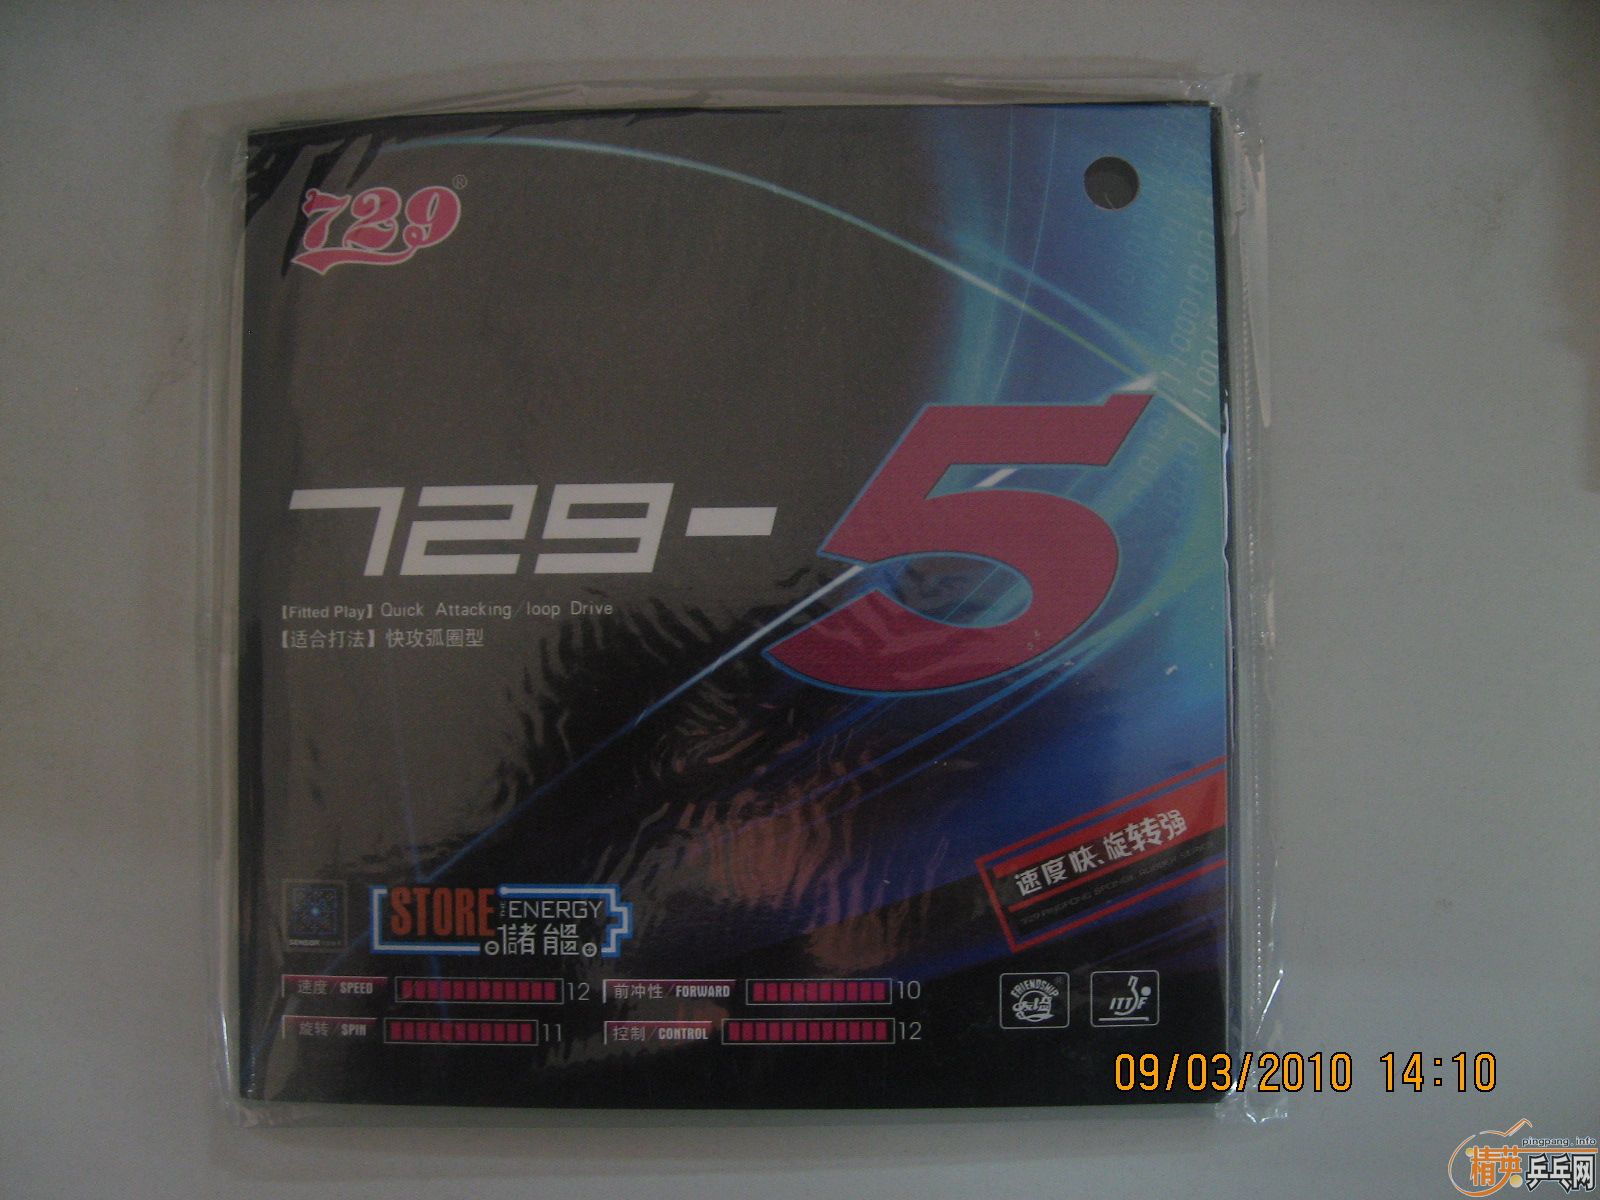 729®
729-5
【Fitted Play】Quick Attacking/loop Drive
【适合打法】快攻弧圈型
速度快、旋转强
SENSOR
STORE THE ENERGY
儲能
速度/SPEED 12 前冲性/FORWARD 10
旋转/SPIN 11 控制/CONTROL 12
FRIENDSHIP
ITTF
09/03/2010 14:10
pingpang.info
精英乒乓网